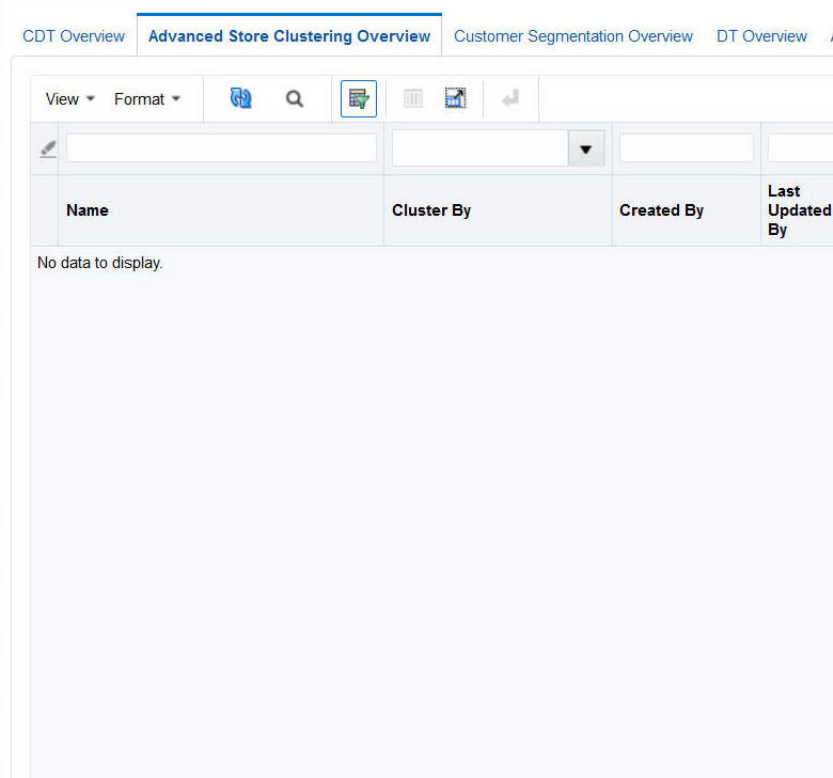 CDT Overview Advanced Store Clustering Overview Customer Segmentation Overview DT Overview
View Format
Name Cluster By Created By Last Updated By
No data to display.